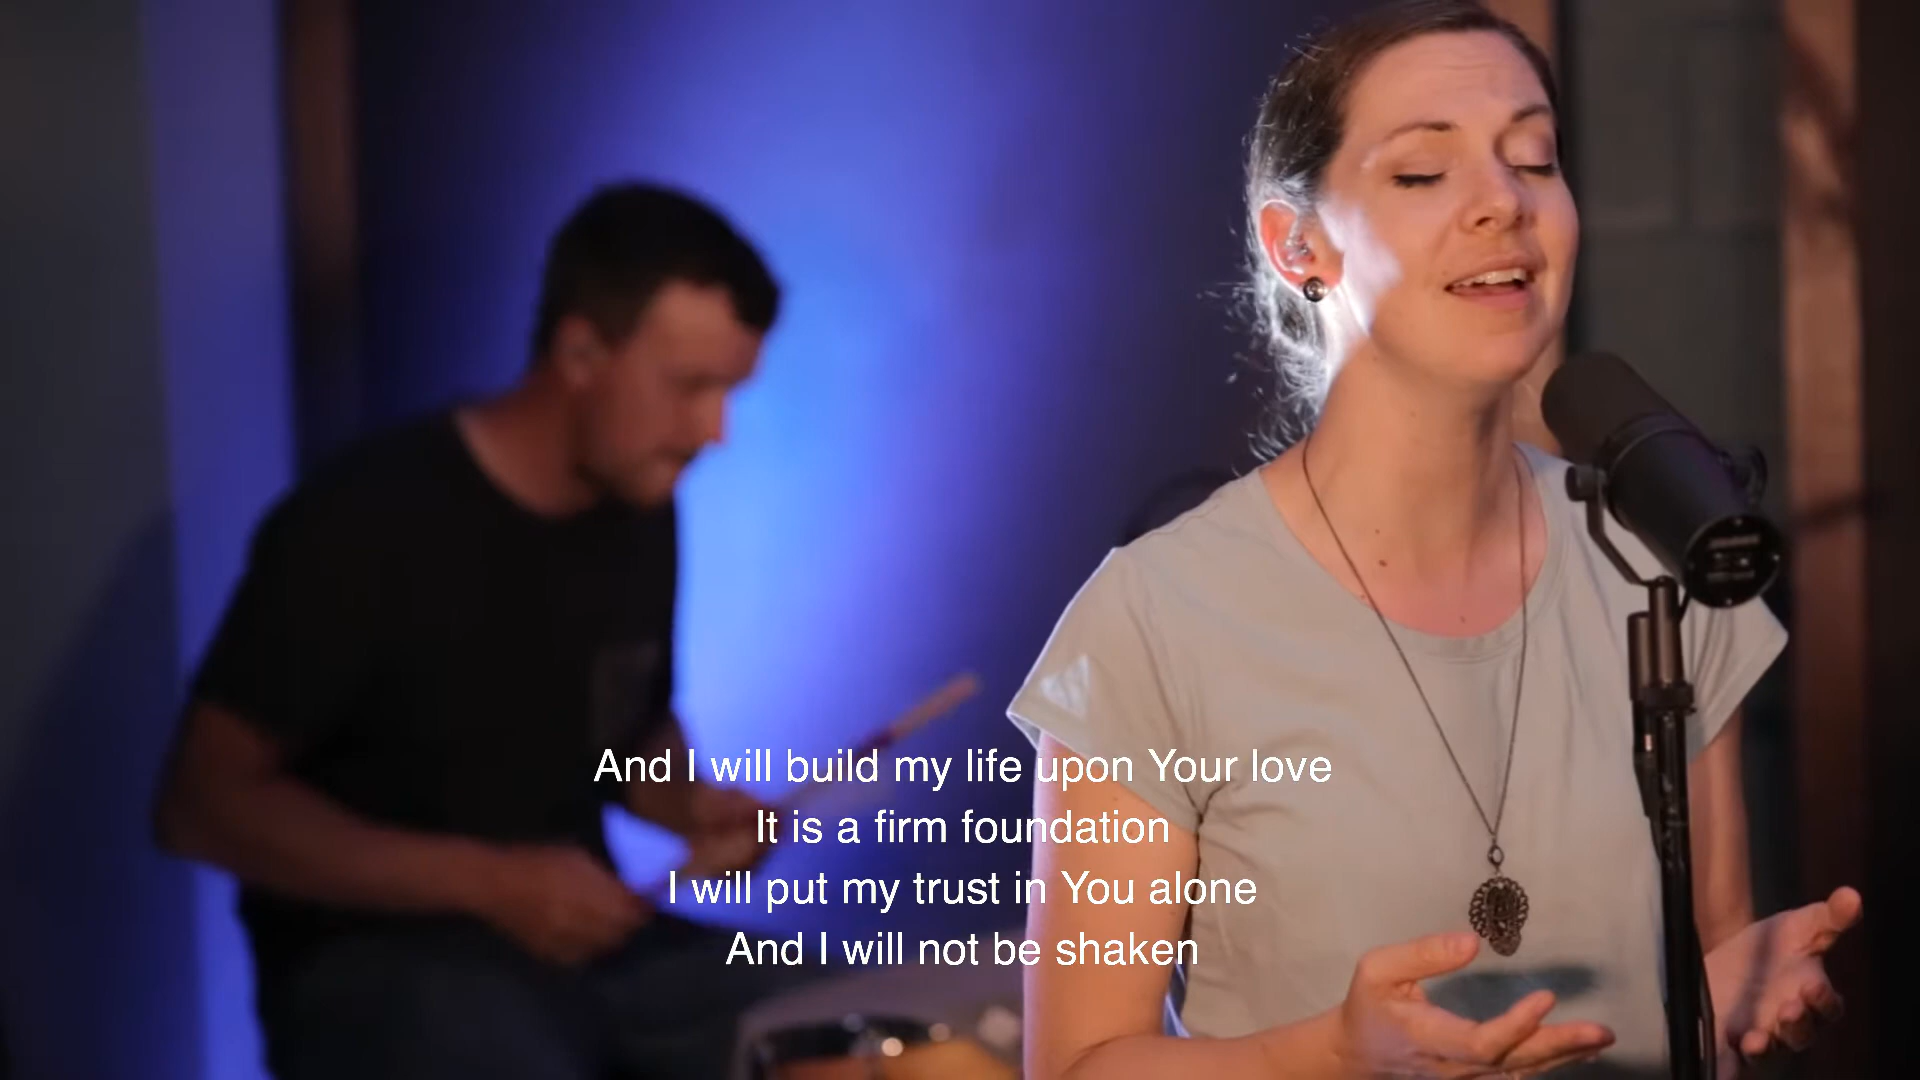 And I will build my life upon Your love
It is a firm foundation
I will put my trust in You alone
And I will not be shaken